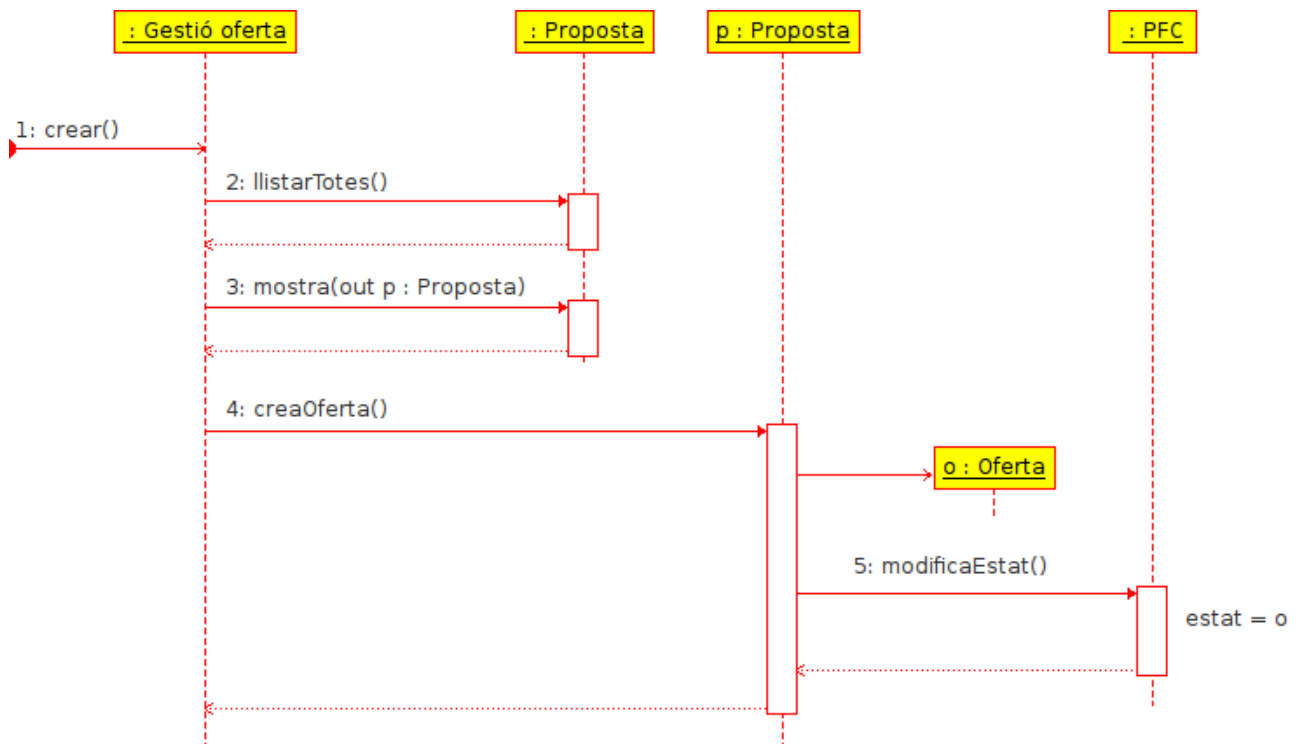 : Gestió oferta
: Proposta
p : Proposta
: PFC
1: crear()
2: llistarTotes()
3: mostra(out p : Proposta)
4: creaOferta()
o : Oferta
5: modificaEstat()
estat = o